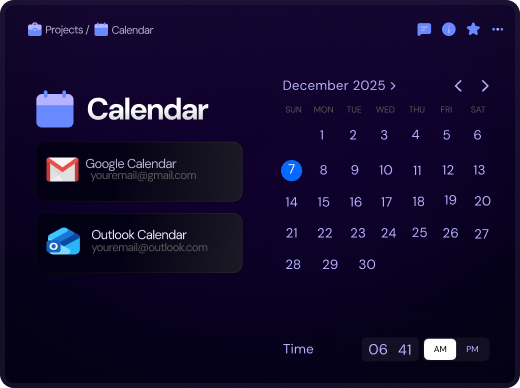 Projects / Calendar
Calendar
Google Calendar
youremail@gmail.com
Outlook Calendar
youremail@outlook.com
December 2025
SUN MON TUE WED THU FRI SAT
1 2 3 4 5 6
7 8 9 10 11 12 13
14 15 16 17 18 19 20
21 22 23 24 25 26 27
28 29 30
Time 06 41 AM PM